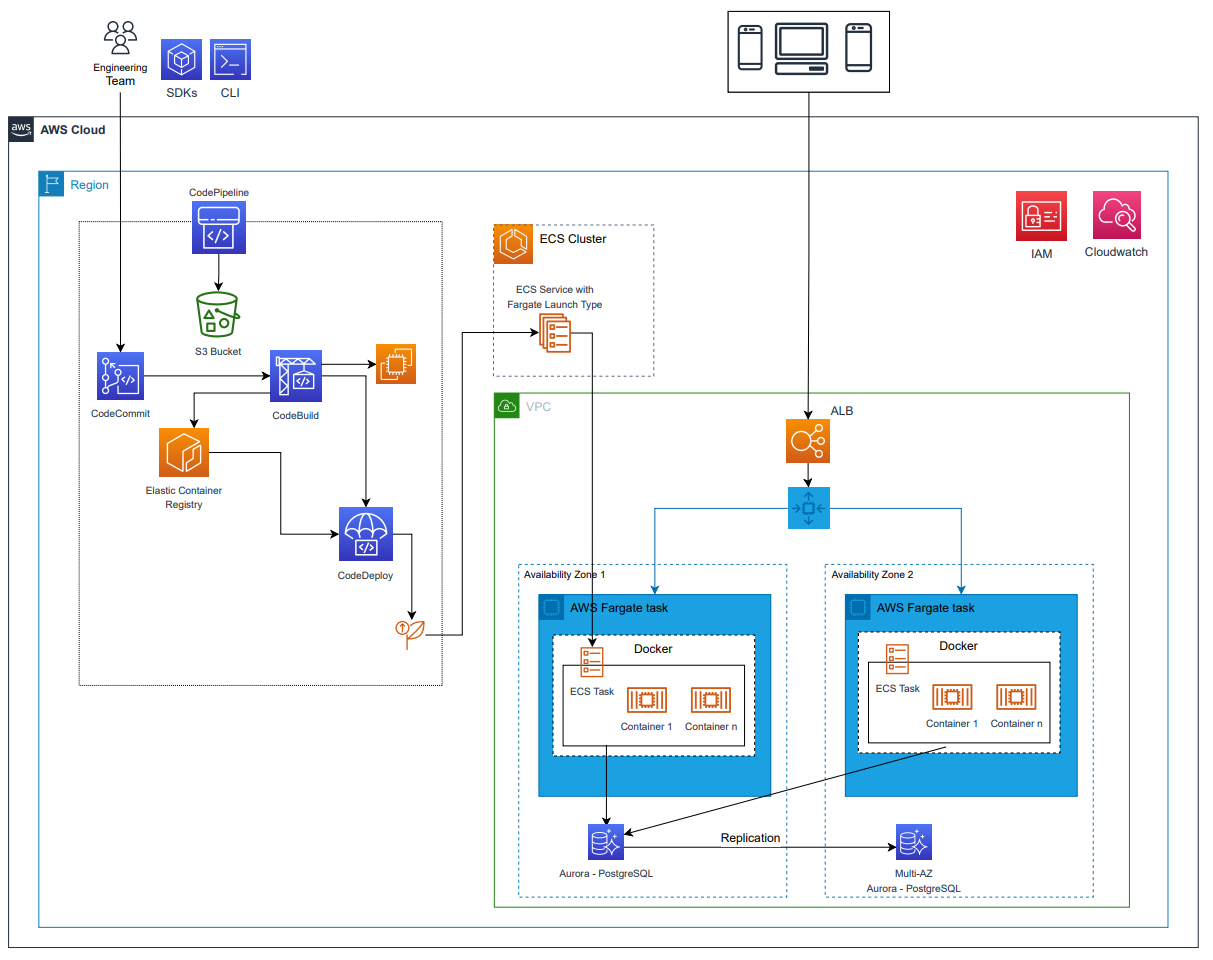 Engineering
Team
SDKs
CLI
aws
AWS Cloud
Region
CodePipeline
S3 Bucket
CodeCommit
CodeBuild
Elastic Container
Registry
CodeDeploy
ECS Cluster
ECS Service with
Fargate Launch Type
IAM
Cloudwatch
VPC
ALB
Availability Zone 1
AWS Fargate task
Docker
ECS Task
Container 1
Container n
Availability Zone 2
AWS Fargate task
Docker
ECS Task
Container 1
Container n
Aurora - PostgreSQL
Replication
Multi-AZ
Aurora - PostgreSQL